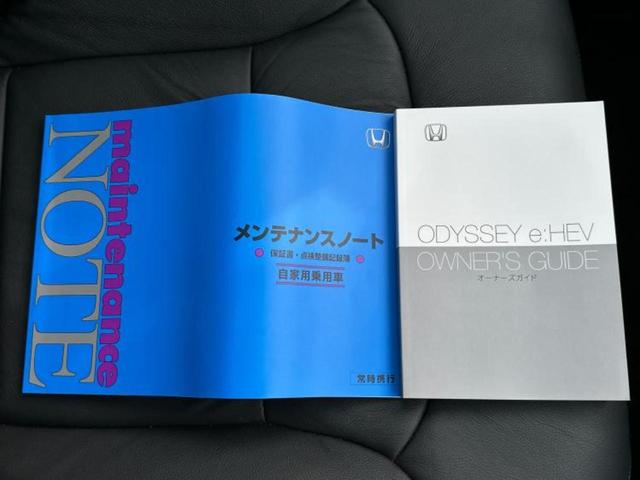 maintenance
NOTE
メンテナンスノート
保証書・点検整備記録簿
自家用乗用車
常時携行
ODYSSEY e:HEV
OWNER'S GUIDE
オーナーズガイド